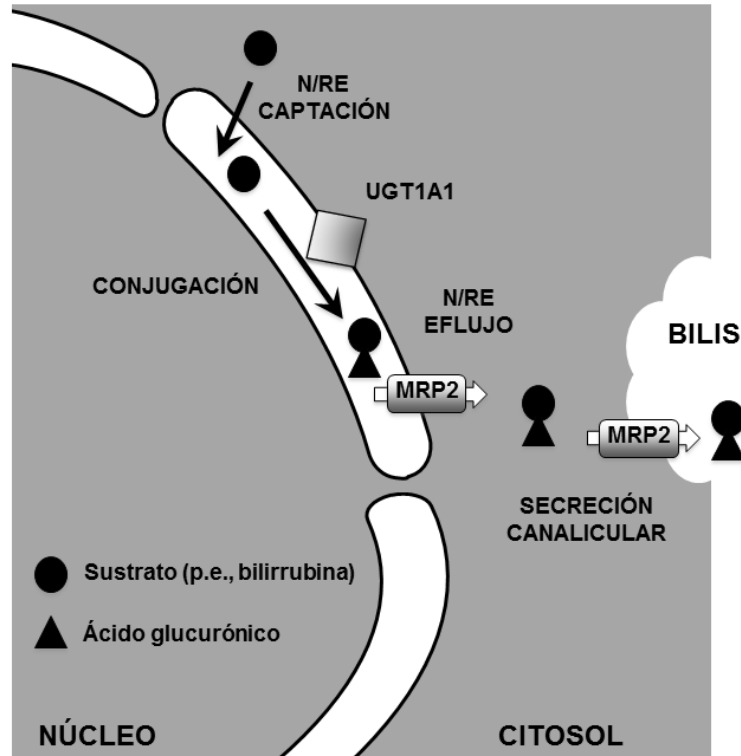 N/RE
CAPTACIÓN
UGT1A1
CONJUGACIÓN
N/RE
EFLUJO
BILIS
MRP2
MRP2
SECRECIÓN
CANALICULAR
Sustrato (p.e., bilirrubina)
Ácido glucurónico
NÚCLEO
CITOSOL